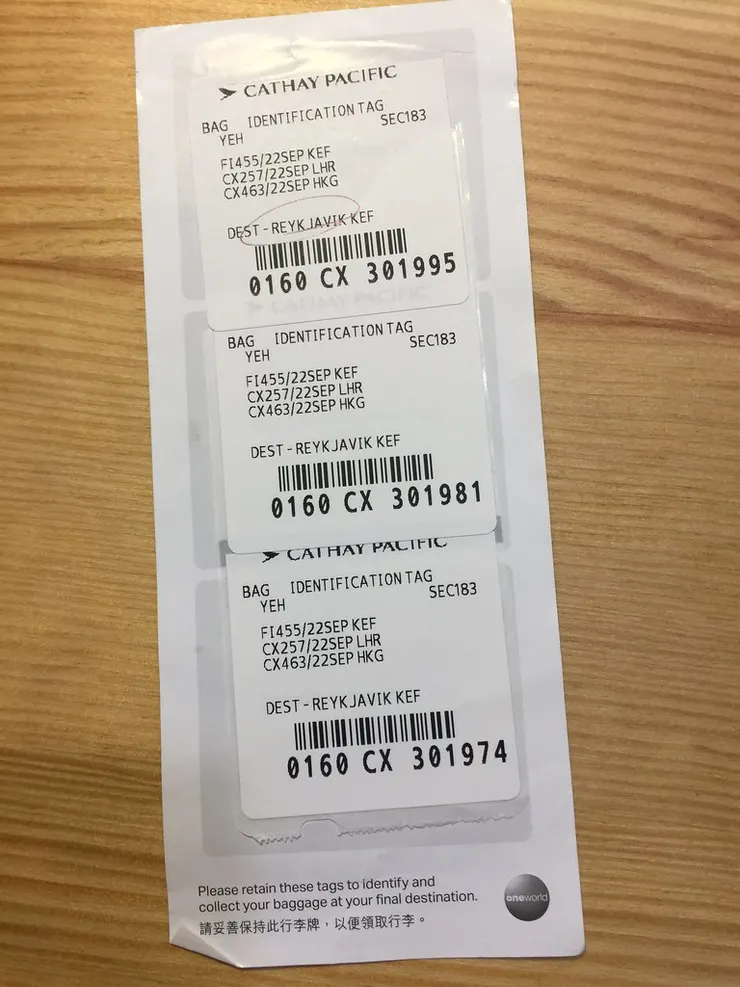 CATHAY PACIFIC
BAG IDENTIFICATION TAG
YEH SEC183
FI455/22SEP KEF
CX257/22SEP LHR
CX463/22SEP HKG
DEST-REYKJAVIK KEF
0160 CX 301995
CATHAY PACIFIC
BAG IDENTIFICATION TAG
YEH SEC183
FI455/22SEP KEF
CX257/22SEP LHR
CX463/22SEP HKG
DEST-REYKJAVIK KEF
0160 CX 301981
CATHAY PACIFIC
BAG IDENTIFICATION TAG
YEH SEC183
FI455/22SEP KEF
CX257/22SEP LHR
CX463/22SEP HKG
DEST-REYKJAVIK KEF
0160 CX 301974
Please retain these tags to identify and
collect your baggage at your final destination.
請妥善保持此行李牌，以便領取行李。
oneworld